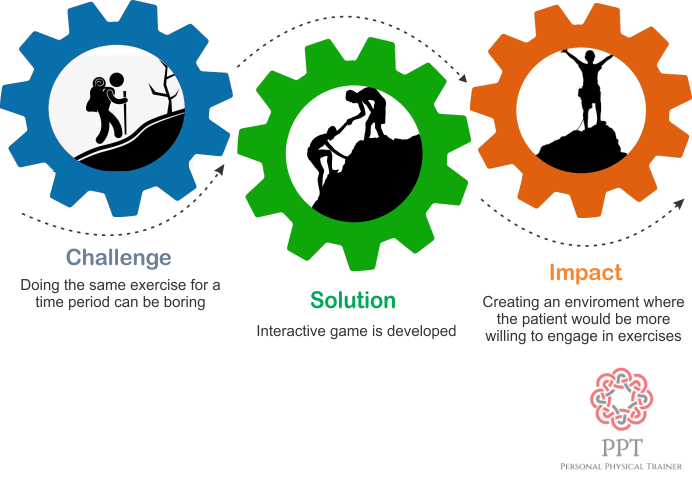 Challenge
Doing the same exercise for a
time period can be boring
Solution
Interactive game is developed
Impact
Creating an enviroment where
the patient would be more
willing to engage in exercises
PPT
Personal Physical Trainer